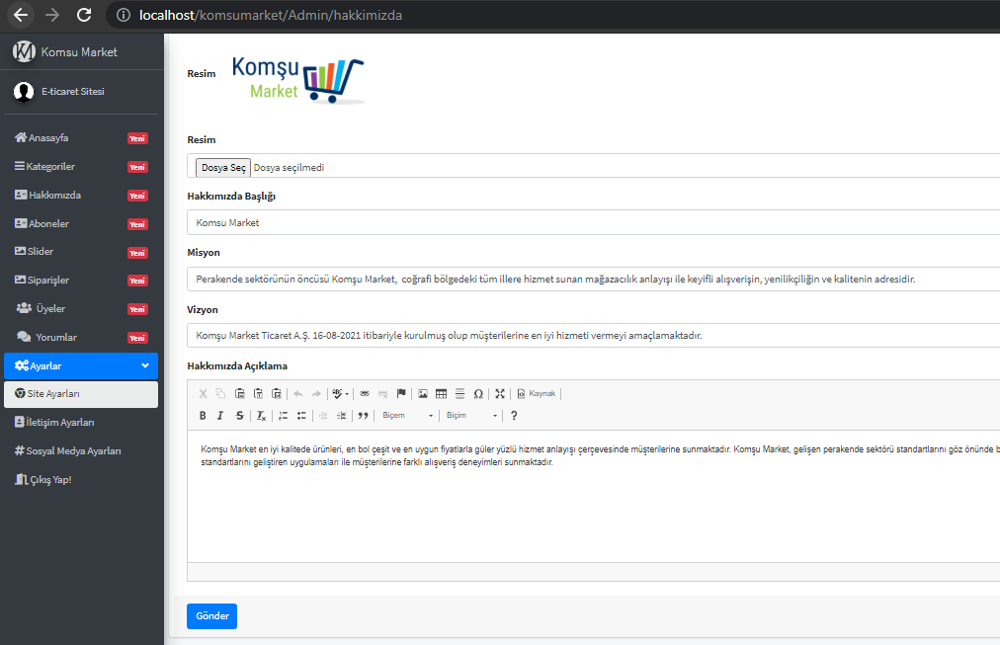 localhost/komsumarket/Admin/hakkimizda
Komsu Market
E-ticaret Sitesi
Anasayfa Yeni
Kategoriler Yeni
Hakkımızda Yeni
Aboneler Yeni
Slider Yeni
Siparişler Yeni
Üyeler Yeni
Yorumlar Yeni
Ayarlar
Site Ayarları
İletişim Ayarları
Sosyal Medya Ayarları
Çıkış Yap!
Resim
Komşu
Market
Resim
Dosya Seç Dosya seçilmedi
Hakkımızda Başlığı
Komsu Market
Misyon
Perakende sektörünün öncüsü Komşu Market, coğrafi bölgedeki tüm illere hizmet sunan mağazacılık anlayışı ile keyifli alışverişin, yenilikçiliğin ve kalitenin adresidir.
Vizyon
Komşu Market Ticaret A.Ş. 16-08-2021 itibariyle kurulmuş olup müşterilerine en iyi hizmeti vermeyi amaçlamaktadır.
Hakkımızda Açıklama
Kaynak
B I S Biçem Biçim ?
Komşu Market en iyi kalitede ürünleri, en bol çeşit ve en uygun fiyatlarla güler yüzlü hizmet anlayışı çerçevesinde müşterilerine sunmaktadır. Komşu Market, gelişen perakende sektörü standartlarını göz önünde b
standartlarını geliştiren uygulamaları ile müşterilerine farklı alışveriş deneyimleri sunmaktadır.
Gönder